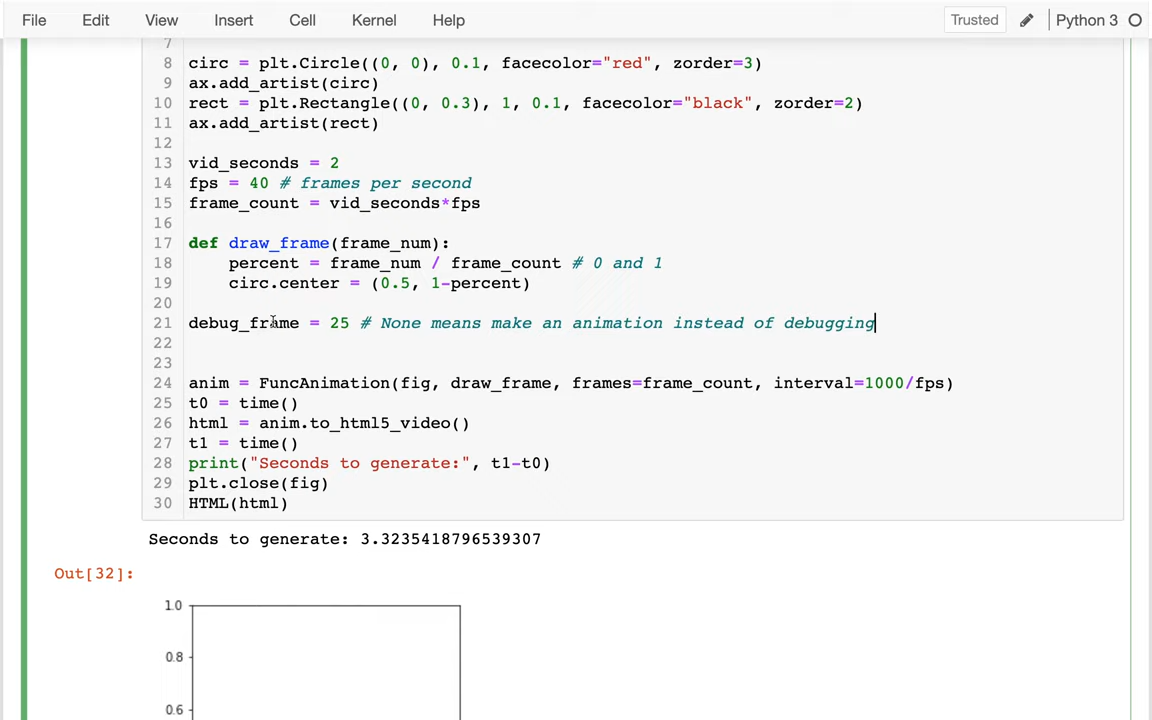 File Edit View Insert Cell Kernel Help Trusted Python 3
7
8 circ = plt.Circle((0, 0), 0.1, facecolor="red", zorder=3)
9 ax.add_artist(circ)
10 rect = plt.Rectangle((0, 0.3), 1, 0.1, facecolor="black", zorder=2)
11 ax.add_artist(rect)
12
13 vid_seconds = 2
14 fps = 40 # frames per second
15 frame_count = vid_seconds*fps
16
17 def draw_frame(frame_num):
18     percent = frame_num / frame_count # 0 and 1
19     circ.center = (0.5, 1-percent)
20
21 debug_frame = 25 # None means make an animation instead of debugging
22
23
24 anim = FuncAnimation(fig, draw_frame, frames=frame_count, interval=1000/fps)
25 t0 = time()
26 html = anim.to_html5_video()
27 t1 = time()
28 print("Seconds to generate:", t1-t0)
29 plt.close(fig)
30 HTML(html)
Seconds to generate: 3.3235418796539307
Out[32]:
1.0
0.8
0.6